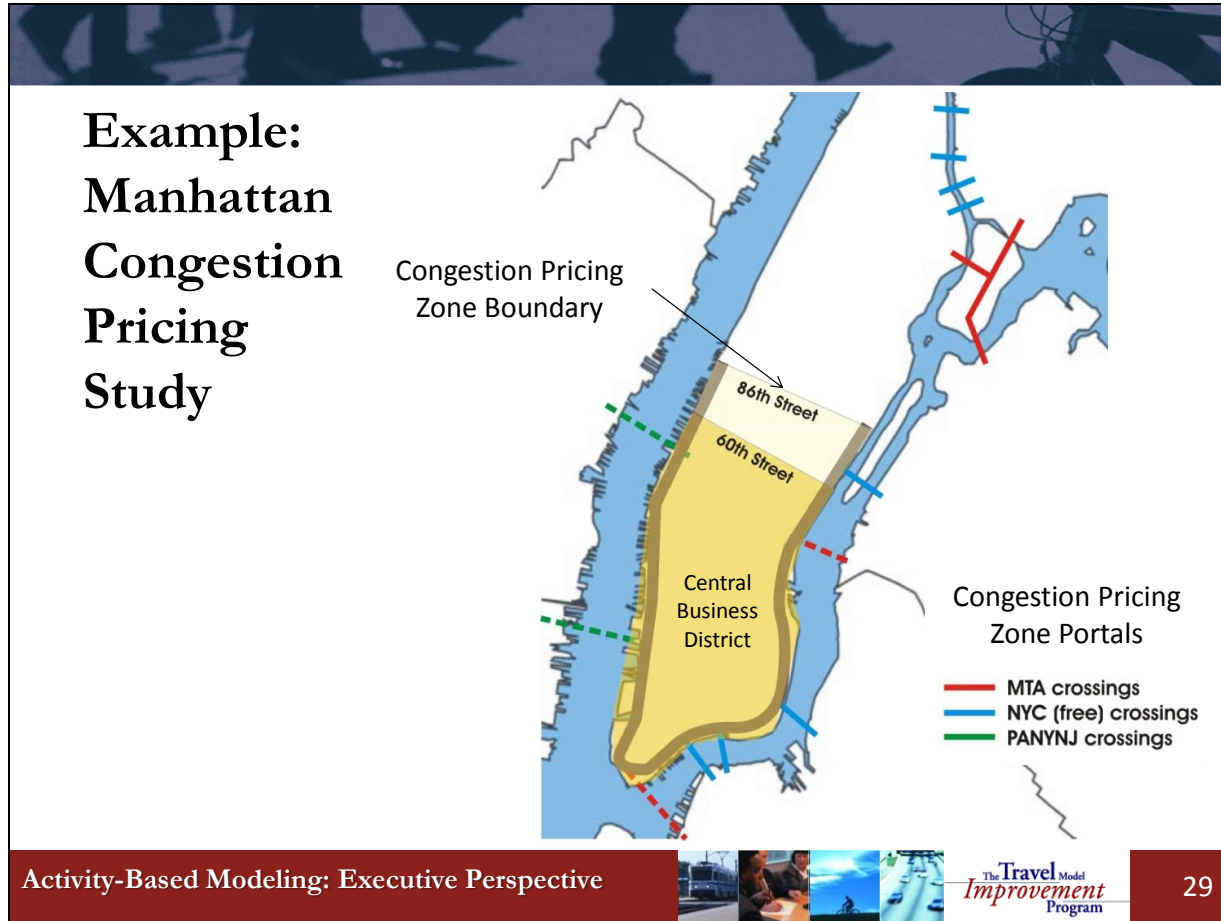 Example:
Manhattan
Congestion
Pricing
Study
Congestion Pricing
Zone Boundary
86th Street
60th Street
Central
Business
District
Congestion Pricing
Zone Portals
MTA crossings
NYC (free) crossings
PANYNJ crossings
Activity-Based Modeling: Executive Perspective
The Travel Model
Improvement
Program
29